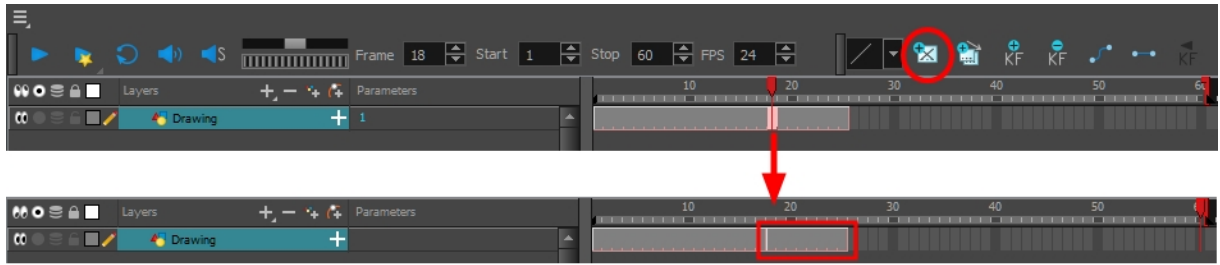 S Frame 18 Start 1 Stop 60 FPS 24 KF KF KF
Layers Parameters 10 20 30 40 50 60
Drawing 1
Layers Parameters 10 20 30 40 50
Drawing